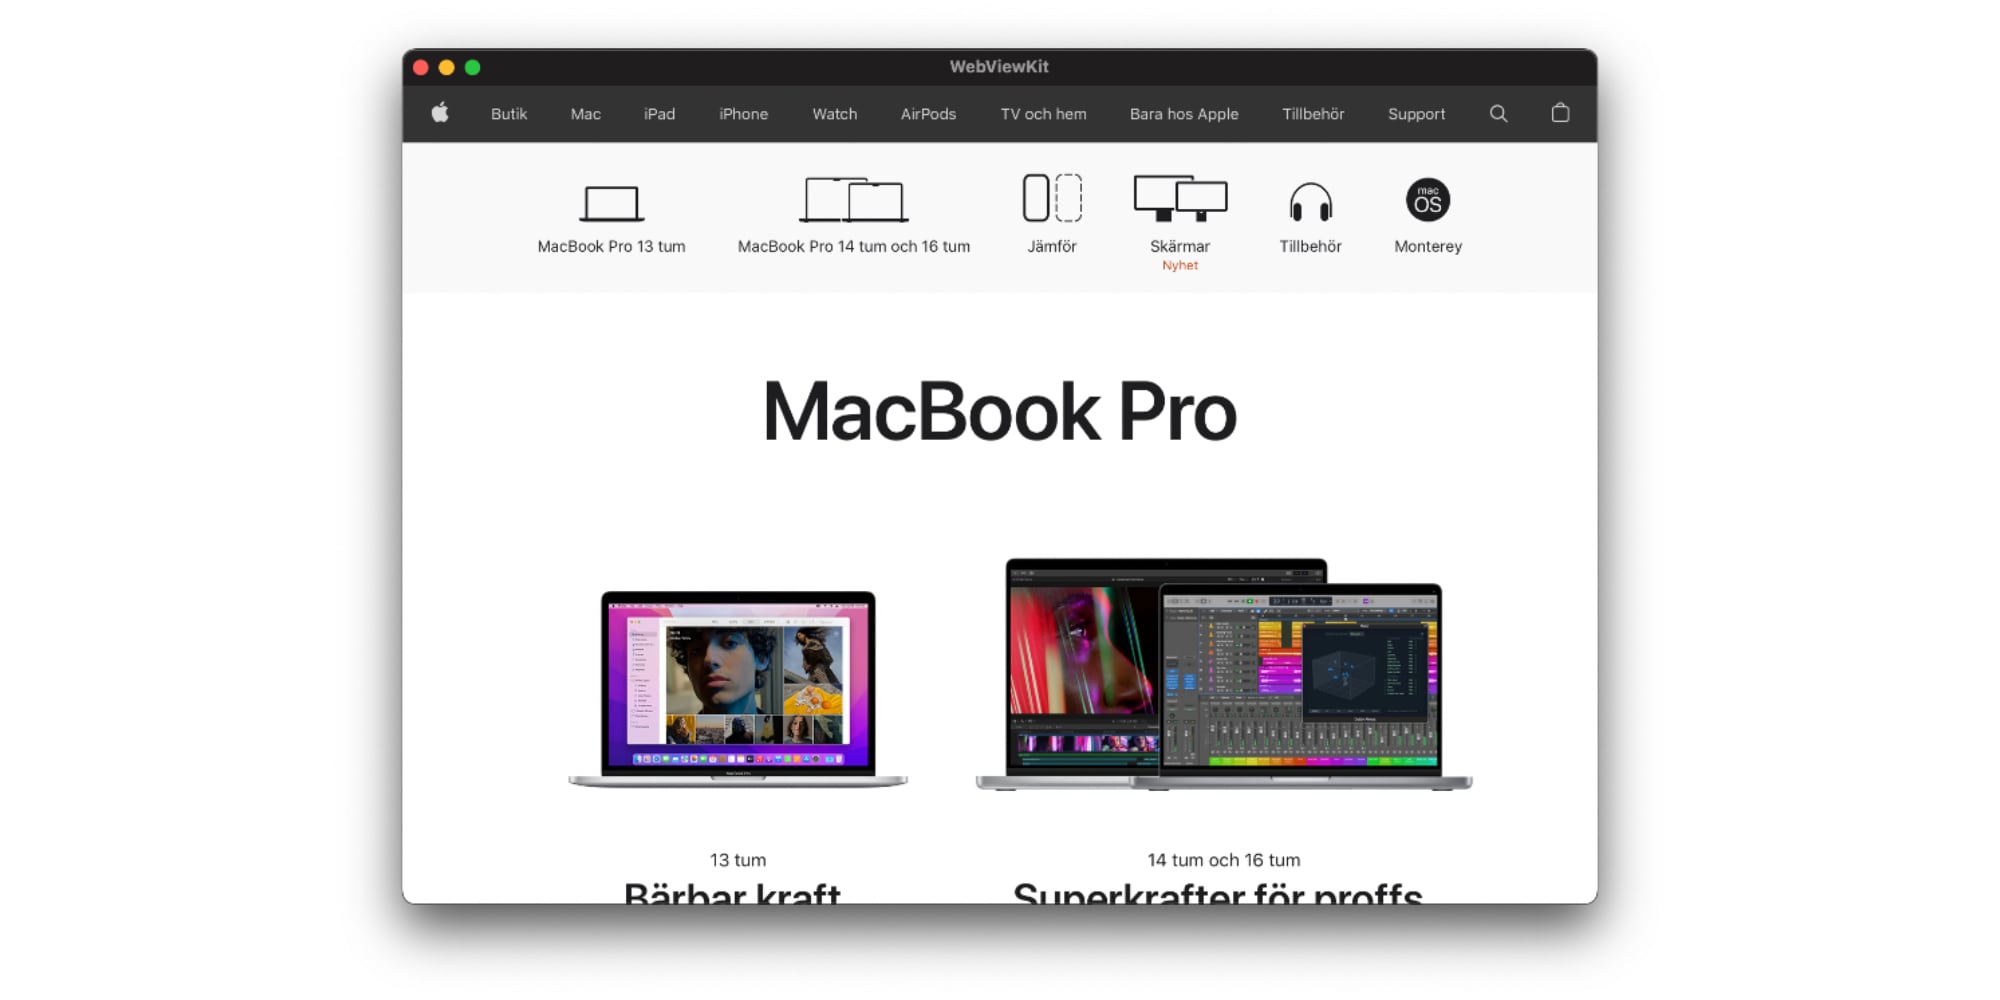 WebViewKit
Butik Mac iPad iPhone Watch AirPods TV och hem Bara hos Apple Tillbehör Support
MacBook Pro 13 tum
MacBook Pro 14 tum och 16 tum
Jämför
Skärmar
Nyhet
Tillbehör
mac
OS
Monterey
MacBook Pro
13 tum
Bärbar kraft
14 tum och 16 tum
Superkrafter för proffs